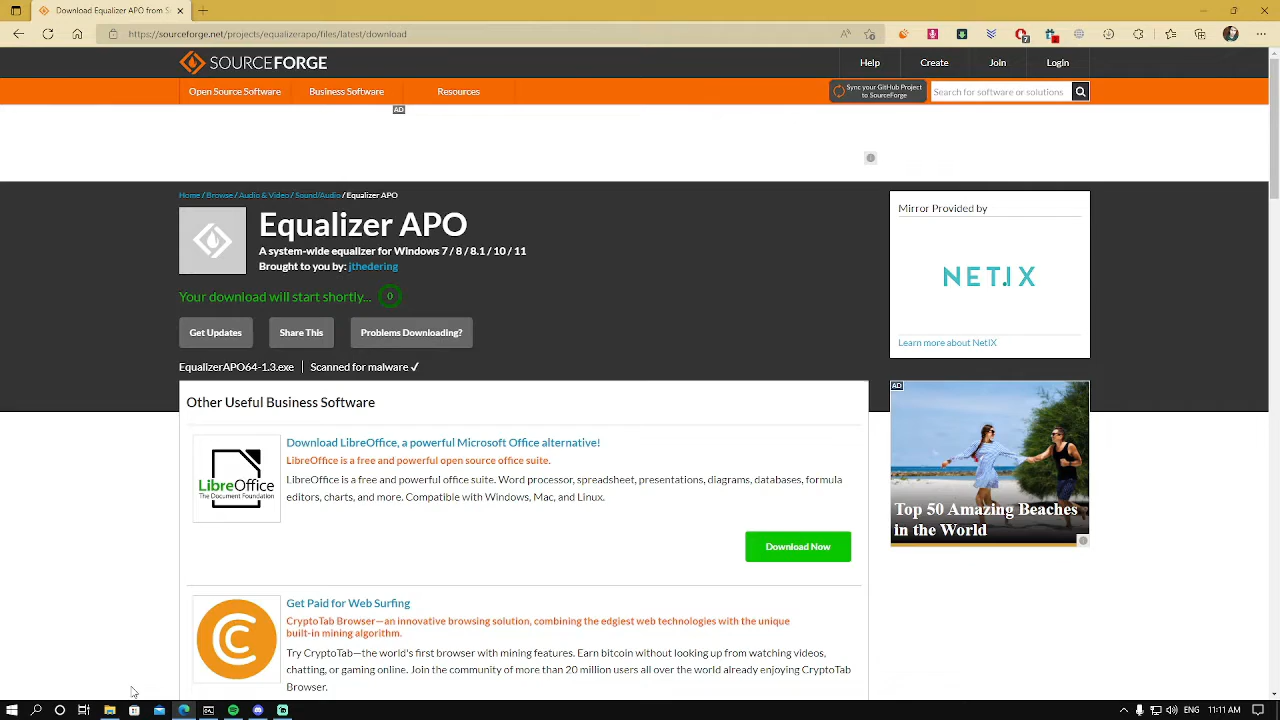 Download Equalizer APO from S
https://sourceforge.net/projects/equalizerapo/files/latest/download
7
SOURCEFORGE
Help
Create
Join
Login
Open Source Software
Business Software
Resources
Sync your GitHub Project
to SourceForge
Search for software or solutions
AD
Home / Browse / Audio & Video / Sound/Audio / Equalizer APO
Equalizer APO
A system-wide equalizer for Windows 7 / 8 / 8.1 / 10 / 11
Brought to you by: jthedering
Your download will start shortly... 0
Get Updates
Share This
Problems Downloading?
EqualizerAPO64-1.3.exe
Scanned for malware ✓
Mirror Provided by
NETIX
Learn more about NetiX
AD
Top 50 Amazing Beaches
in the World
Other Useful Business Software
LibreOffice
The Document Foundation
Download LibreOffice, a powerful Microsoft Office alternative!
LibreOffice is a free and powerful open source office suite.
LibreOffice is a free and powerful office suite. Word processor, spreadsheet, presentations, diagrams, databases, formula
editors, charts, and more. Compatible with Windows, Mac, and Linux.
Download Now
Get Paid for Web Surfing
CryptoTab Browser—an innovative browsing solution, combining the edgiest web technologies with the unique
built-in mining algorithm.
Try CryptoTab—the world's first browser with mining features. Earn bitcoin without looking up from watching videos,
chatting, or gaming online. Join the community of more than 20 million users all over the world already enjoying CryptoTab
Browser.
ENG
11:11 AM